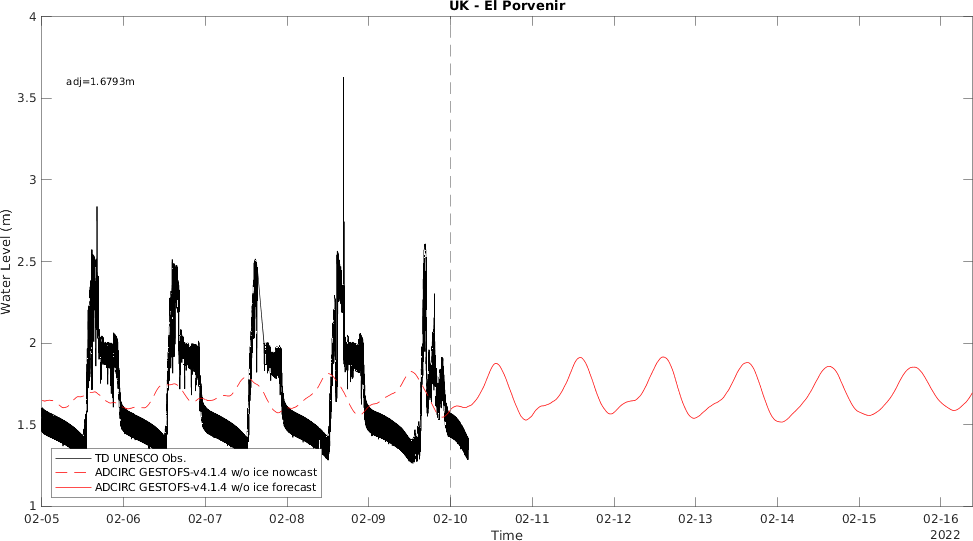 UK - El Porvenir
adj=1.6793m
Water Level (m)
4
3.5
3
2.5
2
1.5
1
TD UNESCO Obs.
ADCIRC GESTOFS-v4.1.4 w/o ice nowcast
ADCIRC GESTOFS-v4.1.4 w/o ice forecast
02-05 02-06 02-07 02-08 02-09 02-10 02-11 02-12 02-13 02-14 02-15 02-16
Time
2022